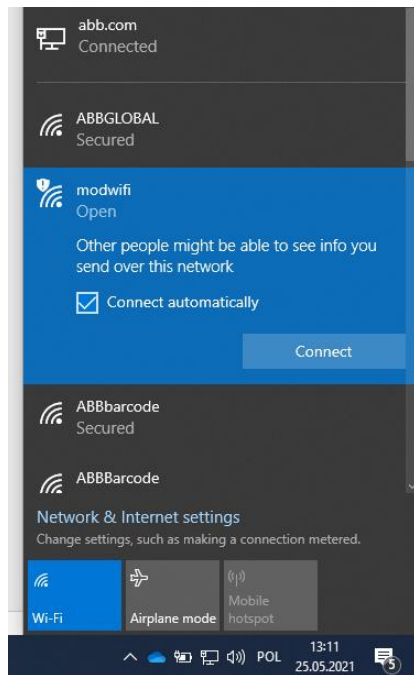 abb.com
Connected
ABBGLOBAL
Secured
modwifi
Open
Other people might be able to see info you
send over this network
Connect automatically
Connect
ABBbarcode
Secured
ABBBarcode
Network & Internet settings
Change settings, such as making a connection metered.
Wi-Fi
Airplane mode
Mobile
hotspot
POL
13:11
25.05.2021
5